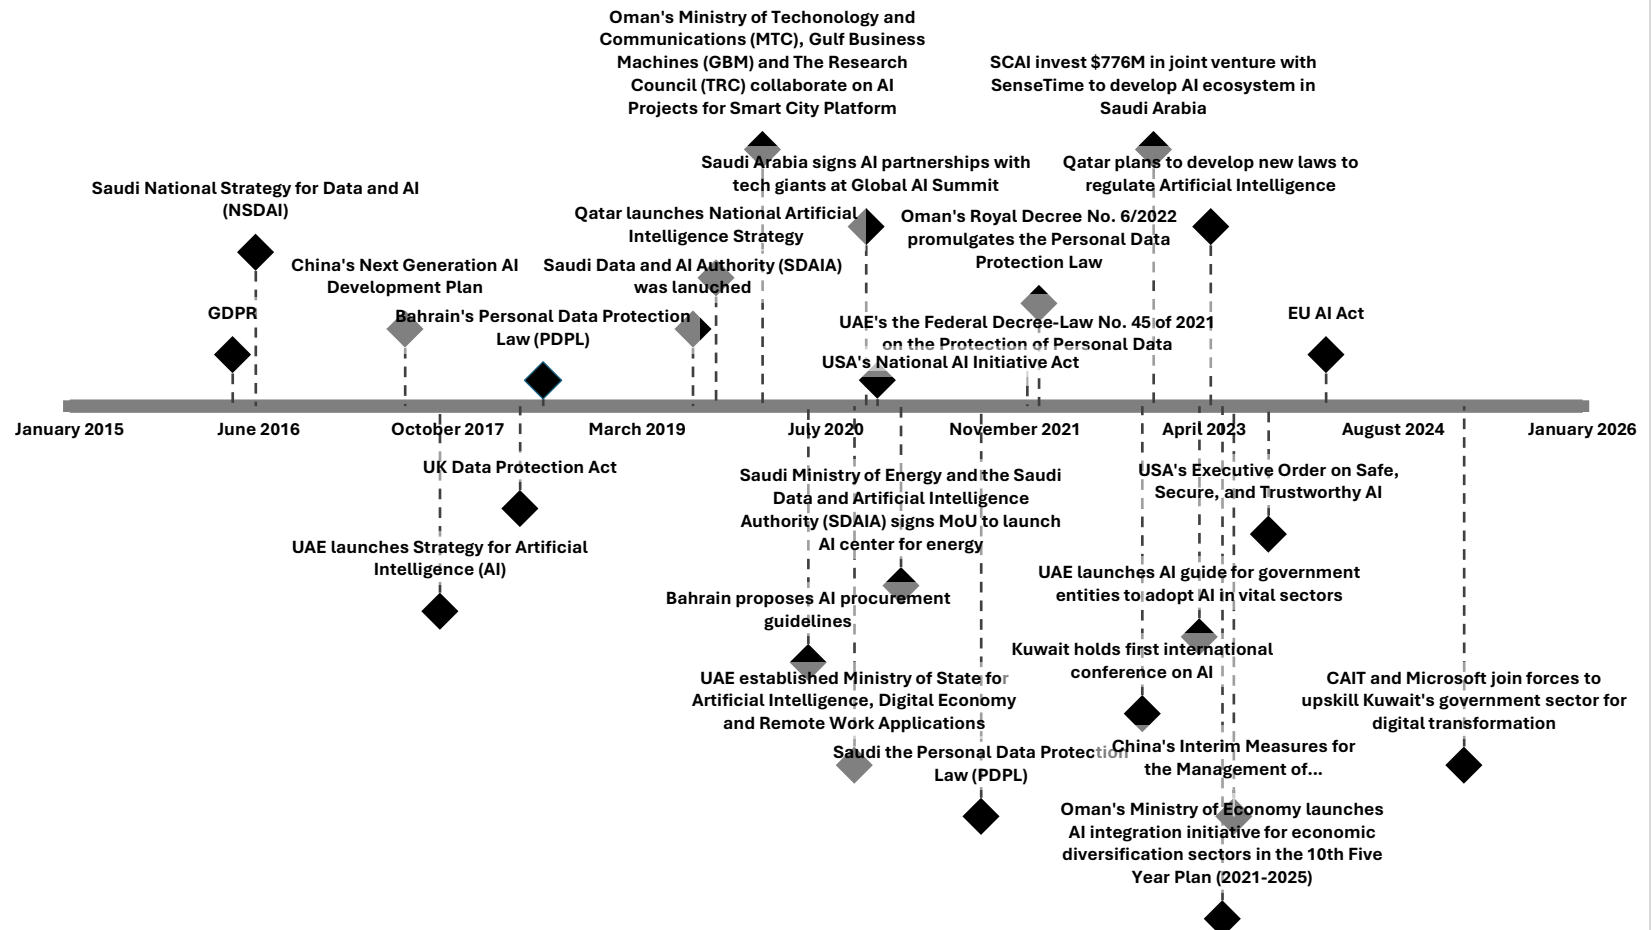 Oman's Ministry of Techonology and
Communications (MTC), Gulf Business
Machines (GBM) and The Research
Council (TRC) collaborate on AI
Projects for Smart City Platform
SCAI invest $776M in joint venture with
SenseTime to develop AI ecosystem in
Saudi Arabia
Saudi Arabia signs AI partnerships with
tech giants at Global AI Summit
Qatar plans to develop new laws to
regulate Artificial Intelligence
Saudi National Strategy for Data and AI
(NSDAI)
Qatar launches National Artificial
Intelligence Strategy
Oman's Royal Decree No. 6/2022
promulgates the Personal Data
Protection Law
China's Next Generation AI
Development Plan
Saudi Data and AI Authority (SDAIA)
was lanuched
GDPR
Bahrain's Personal Data Protection
Law (PDPL)
UAE's the Federal Decree-Law No. 45 of 2021
on the Protection of Personal Data
EU AI Act
USA's National AI Initiative Act
January 2015
June 2016
October 2017
March 2019
July 2020
November 2021
April 2023
August 2024
January 2026
UK Data Protection Act
Saudi Ministry of Energy and the Saudi
Data and Artificial Intelligence
Authority (SDAIA) signs MoU to launch
AI center for energy
USA's Executive Order on Safe,
Secure, and Trustworthy AI
UAE launches Strategy for Artificial
Intelligence (AI)
UAE launches AI guide for government
entities to adopt AI in vital sectors
Bahrain proposes AI procurement
guidelines
Kuwait holds first international
conference on AI
UAE established Ministry of State for
Artificial Intelligence, Digital Economy
and Remote Work Applications
CAIT and Microsoft join forces to
upskill Kuwait's government sector for
digital transformation
Saudi the Personal Data Protection
Law (PDPL)
China's Interim Measures for
the Management of...
Oman's Ministry of Economy launches
AI integration initiative for economic
diversification sectors in the 10th Five
Year Plan (2021-2025)